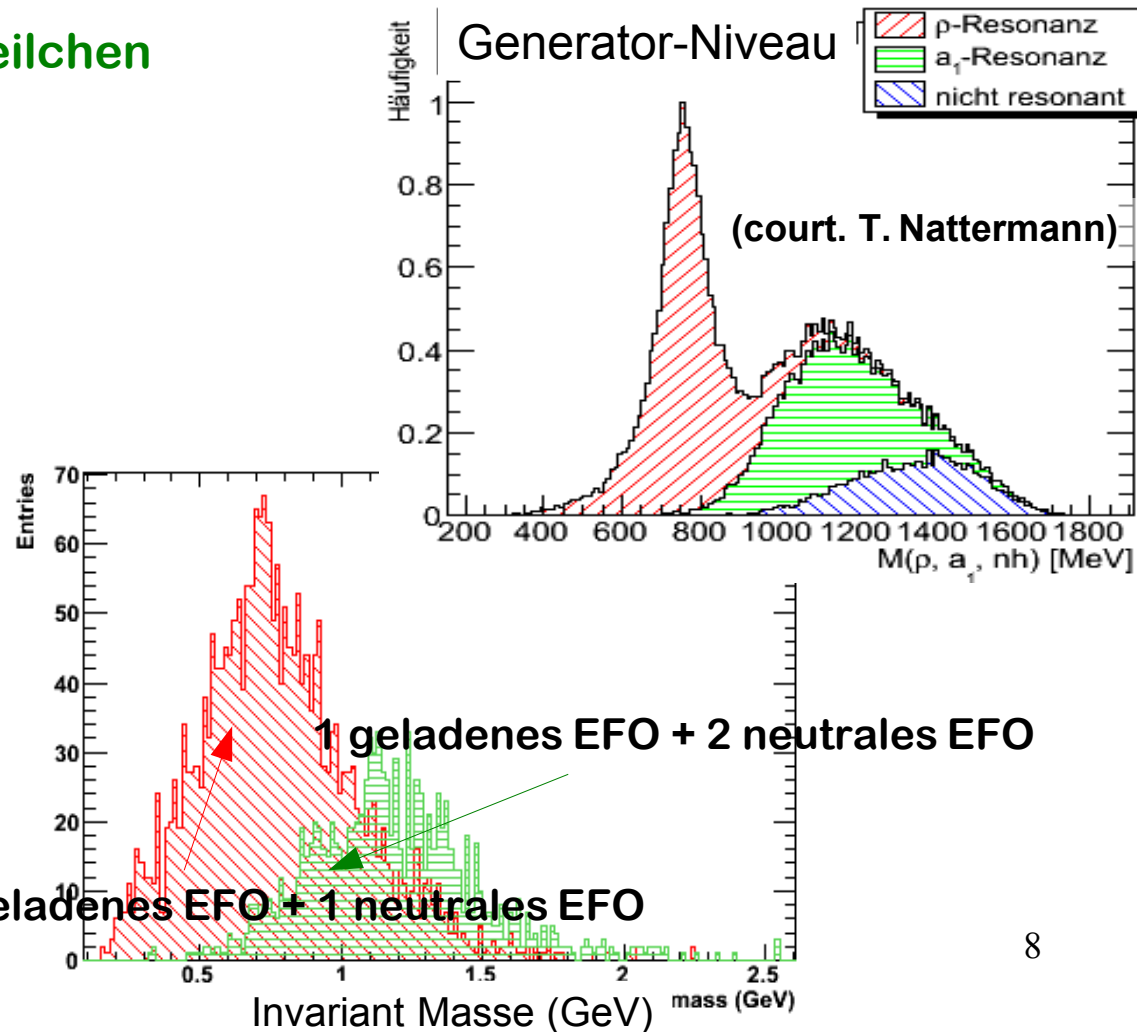 eilchen
Generator-Niveau
ρ-Resonanz
a₁-Resonanz
nicht resonant
Häufigkeit
1
0.8
0.6
0.4
0.2
0
(court. T. Nattermann)
200 400 600 800 1000 1200 1400 1600 1800
M(ρ, a₁, nh) [MeV]
Entries
70
60
50
40
30
20
10
0
1 geladenes EFO + 2 neutrales EFO
eladenes EFO + 1 neutrales EFO
0.5 1 1.5 2 2.5
mass (GeV)
Invariant Masse (GeV)
8